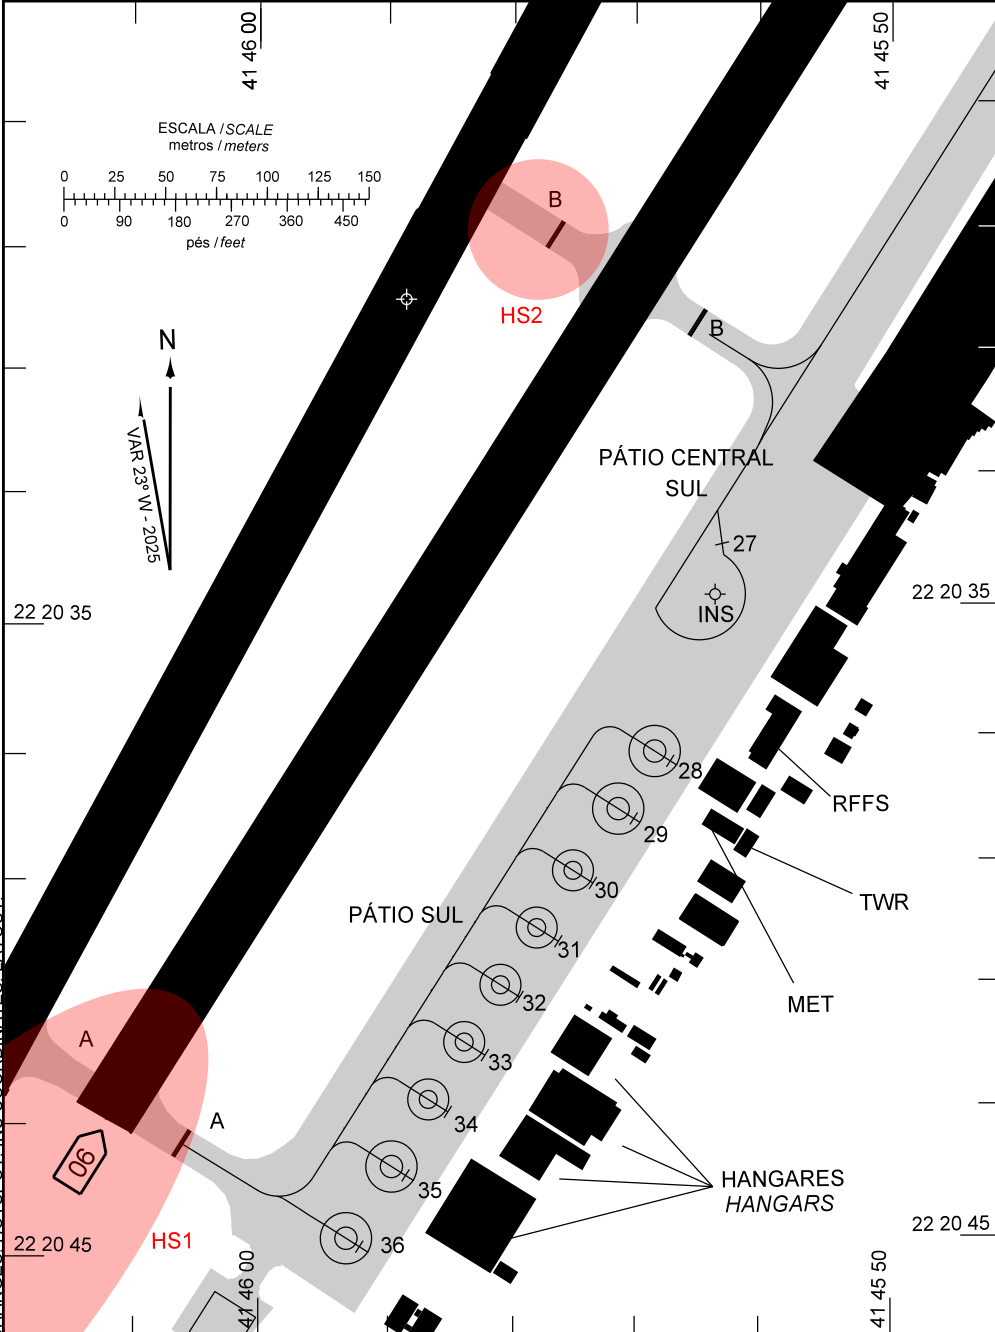 41 46 00
41 45 50
ESCALA / SCALE
metros / meters
0 25 50 75 100 125 150
0 90 180 270 360 450
pés / feet
B
HS2
B
N
VAR 23º W - 2025
PÁTIO CENTRAL
SUL
27
INS
22 20 35
22 20 35
28
RFFS
29
30
TWR
PÁTIO SUL
31
32
MET
33
A
34
A
06
35
HANGARES
HANGARS
36
HS1
22 20 45
22 20 45
41 46 00
41 45 50